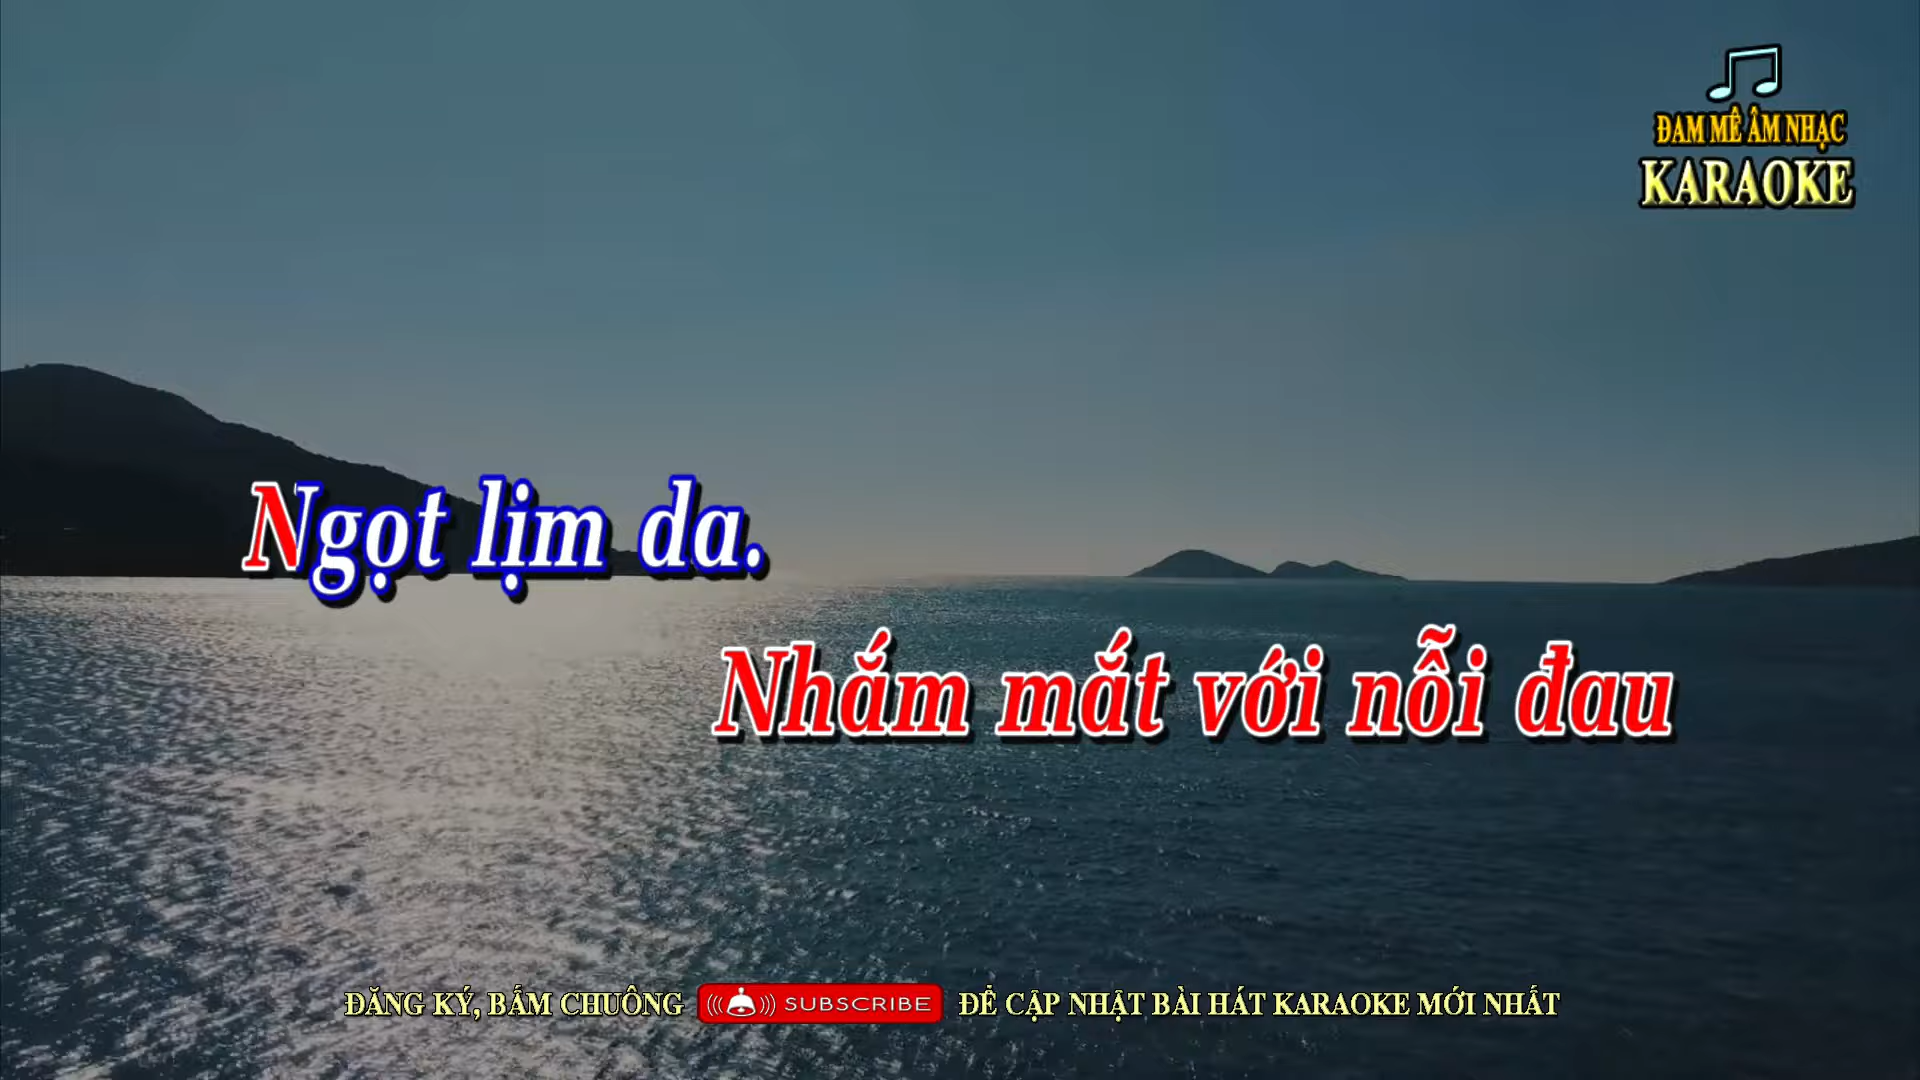 ĐAM MÊ ÂM NHẠC
KARAOKE
Ngọt lịm da.
Nhắm mắt với nỗi đau
ĐĂNG KÝ, BẤM CHUÔNG SUBSCRIBE ĐỂ CẬP NHẬT BÀI HÁT KARAOKE MỚI NHẤT